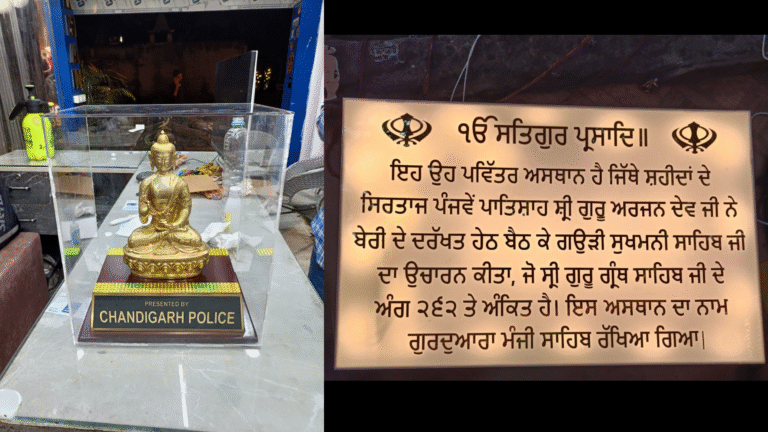 PRESENTED BY
CHANDIGARH POLICE
ੴ ਸਤਿਗੁਰ ਪ੍ਰਸਾਦਿ॥
ਇਹ ਉਹ ਪਵਿੱਤਰ ਅਸਥਾਨ ਹੈ ਜਿੱਥੇ ਸ਼ਹੀਦਾਂ ਦੇ
ਸਿਰਤਾਜ ਪੰਜਵੇਂ ਪਾਤਿਸ਼ਾਹ ਸ਼੍ਰੀ ਗੁਰੂ ਅਰਜਨ ਦੇਵ ਜੀ ਨੇ
ਬੇਰੀ ਦੇ ਦਰੱਖਤ ਹੇਠ ਬੈਠ ਕੇ ਗਉੜੀ ਸੁਖਮਨੀ ਸਾਹਿਬ ਜੀ
ਦਾ ਉਚਾਰਨ ਕੀਤਾ, ਜੋ ਸ੍ਰੀ ਗੁਰੂ ਗ੍ਰੰਥ ਸਾਹਿਬ ਜੀ ਦੇ
ਅੰਗ ੨੬੨ ਤੇ ਅੰਕਿਤ ਹੈ। ਇਸ ਅਸਥਾਨ ਦਾ ਨਾਮ
ਗੁਰਦੁਆਰਾ ਮੰਜੀ ਸਾਹਿਬ ਰੱਖਿਆ ਗਿਆ|